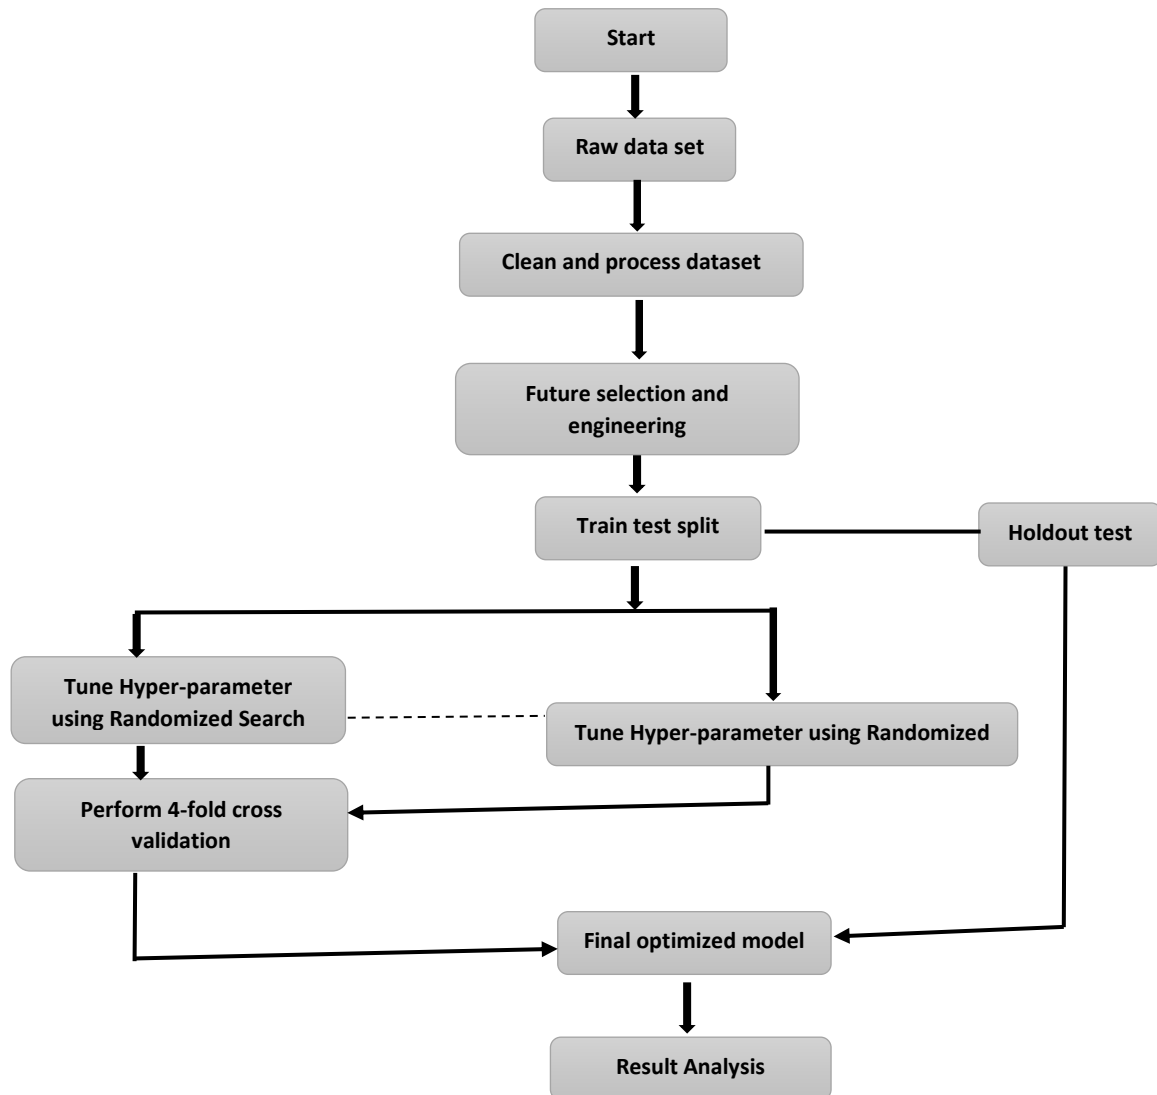 Start
Raw data set
Clean and process dataset
Future selection and
engineering
Train test split
Holdout test
Tune Hyper-parameter
using Randomized Search
Tune Hyper-parameter using Randomized
Perform 4-fold cross
validation
Final optimized model
Result Analysis